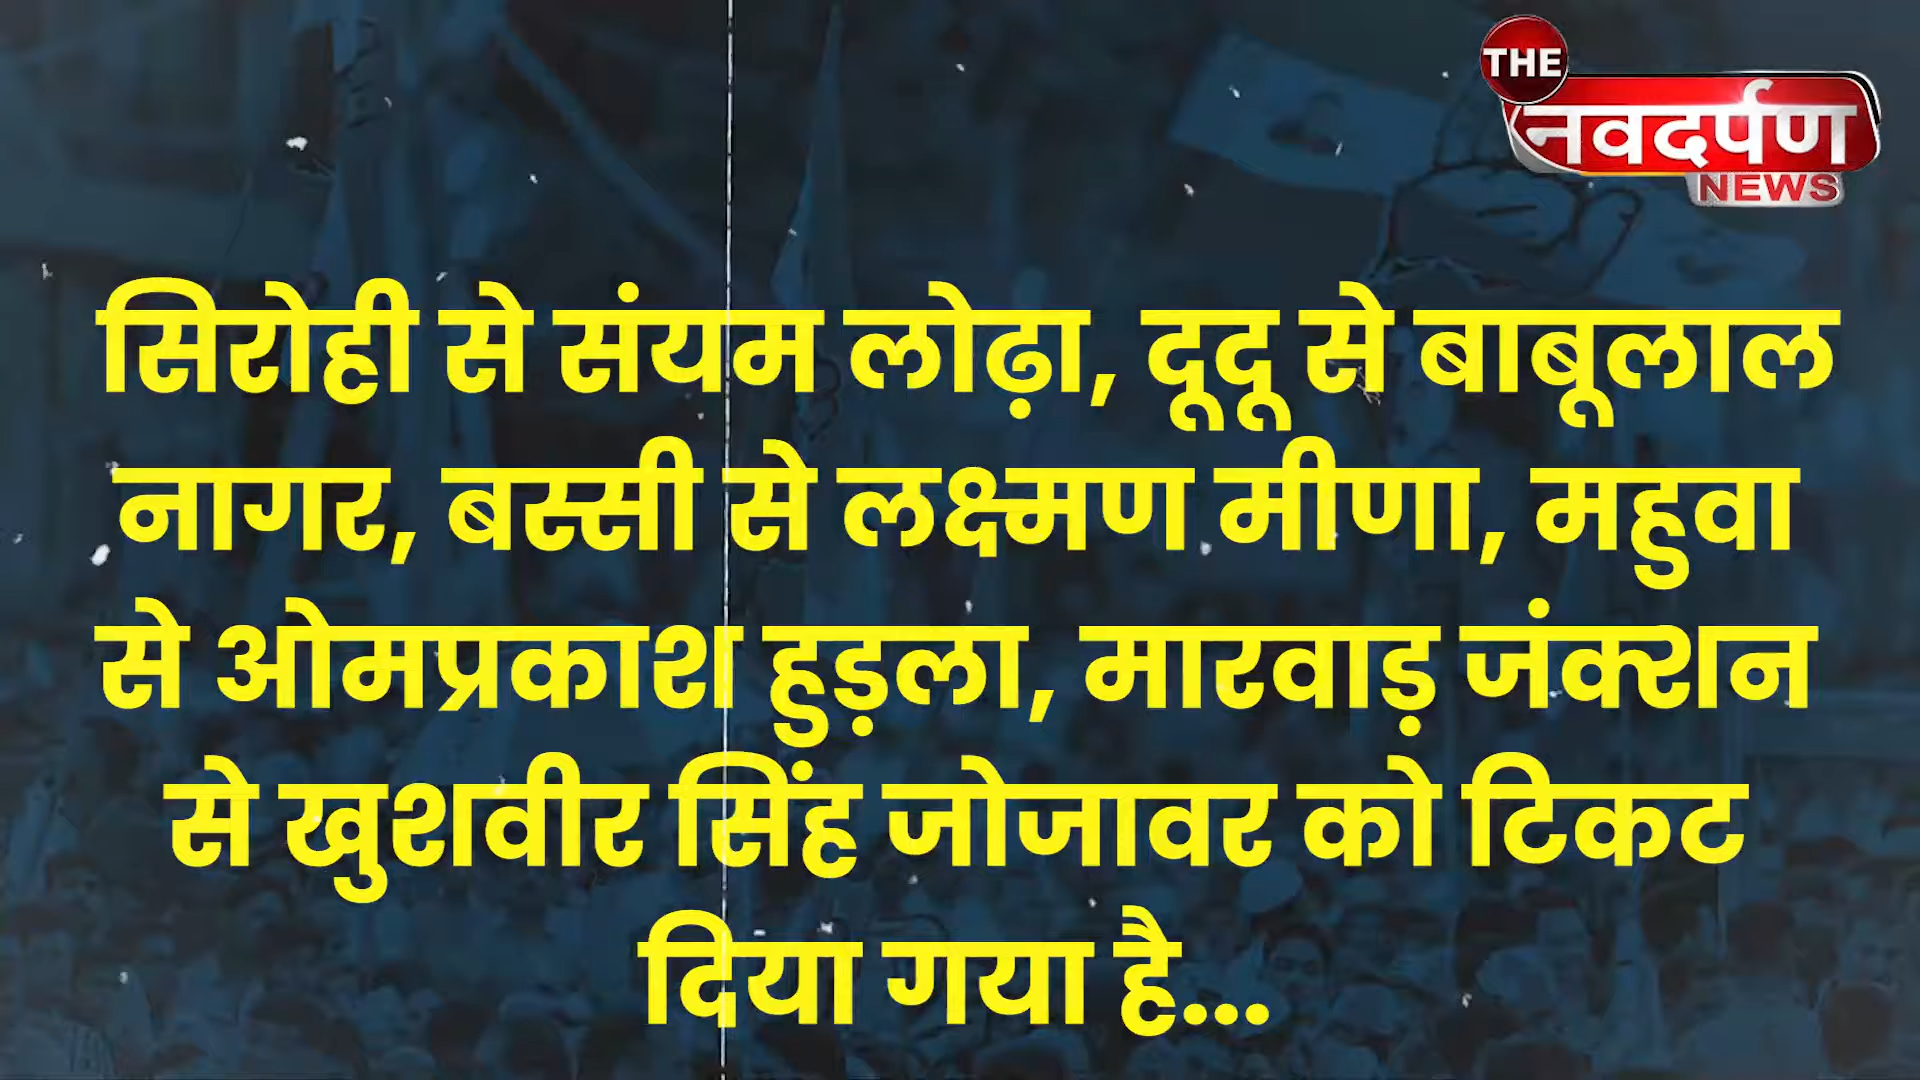 THE
नवदर्पण
NEWS
सिरोही से संयम लोढ़ा, दूदू से बाबूलाल
नागर, बस्सी से लक्ष्मण मीणा, महुवा
से ओमप्रकाश हुड़ला, मारवाड़ जंक्शन
से खुशवीर सिंह जोजावर को टिकट
दिया गया है...